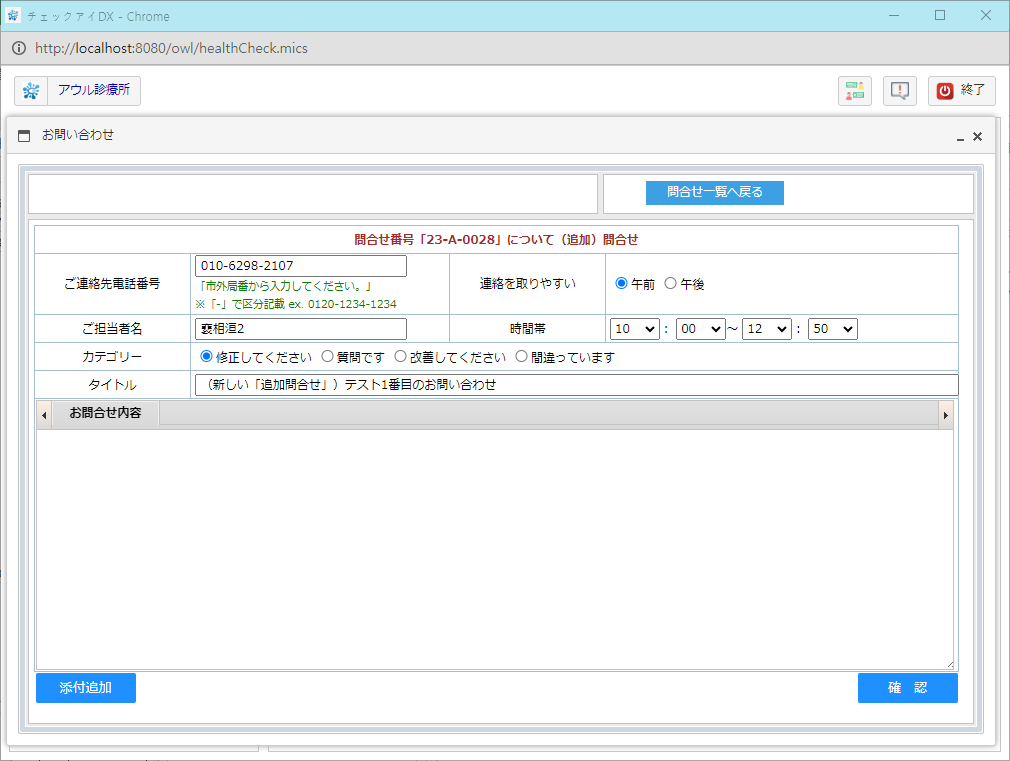 チェックアイDX - Chrome
http://localhost:8080/owl/healthCheck.mics
アウル診療所
終了
お問い合わせ
問合せ一覧へ戻る
問合せ番号「23-A-0028」について（追加）問合せ
ご連絡先電話番号
010-6298-2107
「市外局番から入力してください。」
※「-」で区分記載 ex. 0120-1234-1234
連絡を取りやすい
午前 午後
ご担当者名
裵相洹2
時間帯
10 : 00 ～ 12 : 50
カテゴリー
修正してください 質問です 改善してください 間違っています
タイトル
（新しい「追加問合せ」）テスト1番目のお問い合わせ
お問合せ内容
添付追加
確　認